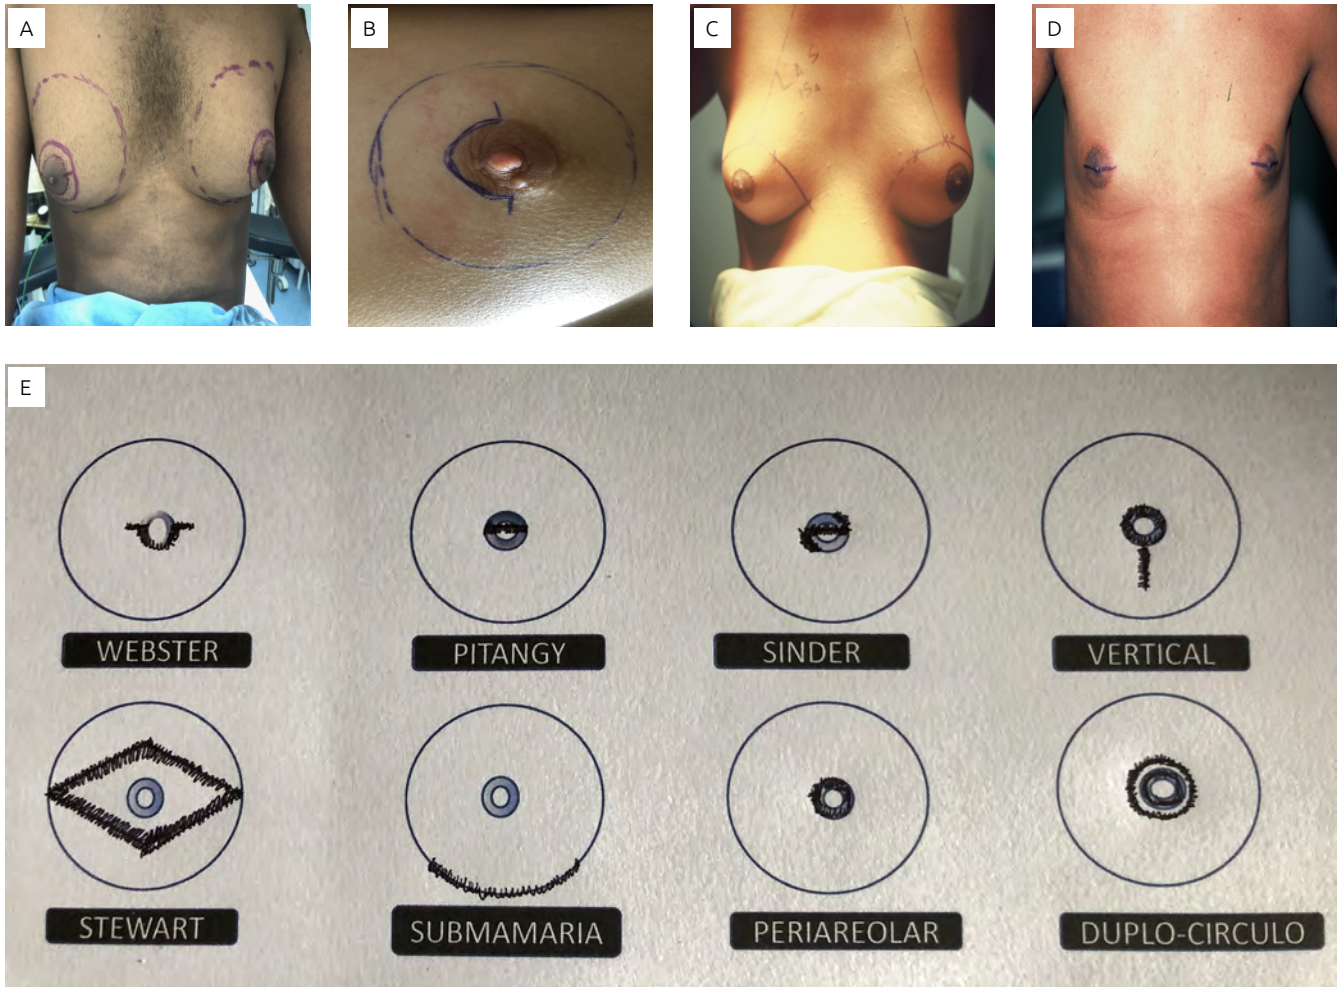 A
B
C
D
E
WEBSTER
PITANGY
SINDER
VERTICAL
STEWART
SUBMAMARIA
PERIAREOLAR
DUPLO-CIRCULO